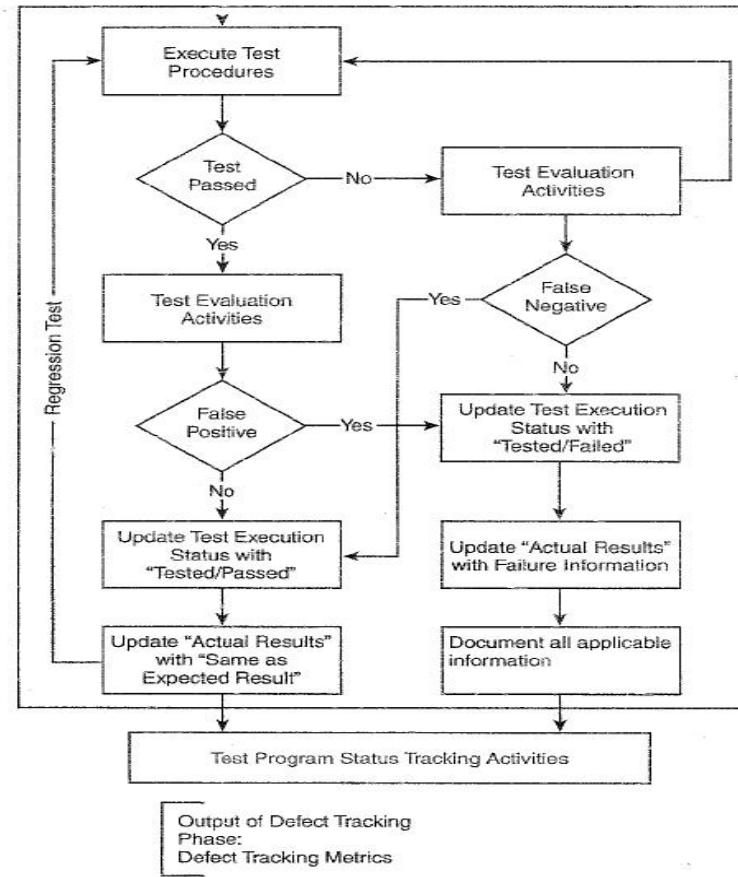 Execute Test
Procedures
Test
Passed
No
Test Evaluation
Activities
Yes
Test Evaluation
Activities
Yes
False
Negative
Regression Test
No
False
Positive
Yes
Update Test Execution
Status with
"Tested/Failed"
No
Update Test Execution
Status with
"Tested/Passed"
Update "Actual Results"
with Failure Information
Update "Actual Results"
with "Same as
Expected Result"
Document all applicable
information
Test Program Status Tracking Activities
Output of Defect Tracking
Phase:
Defect Tracking Metrics